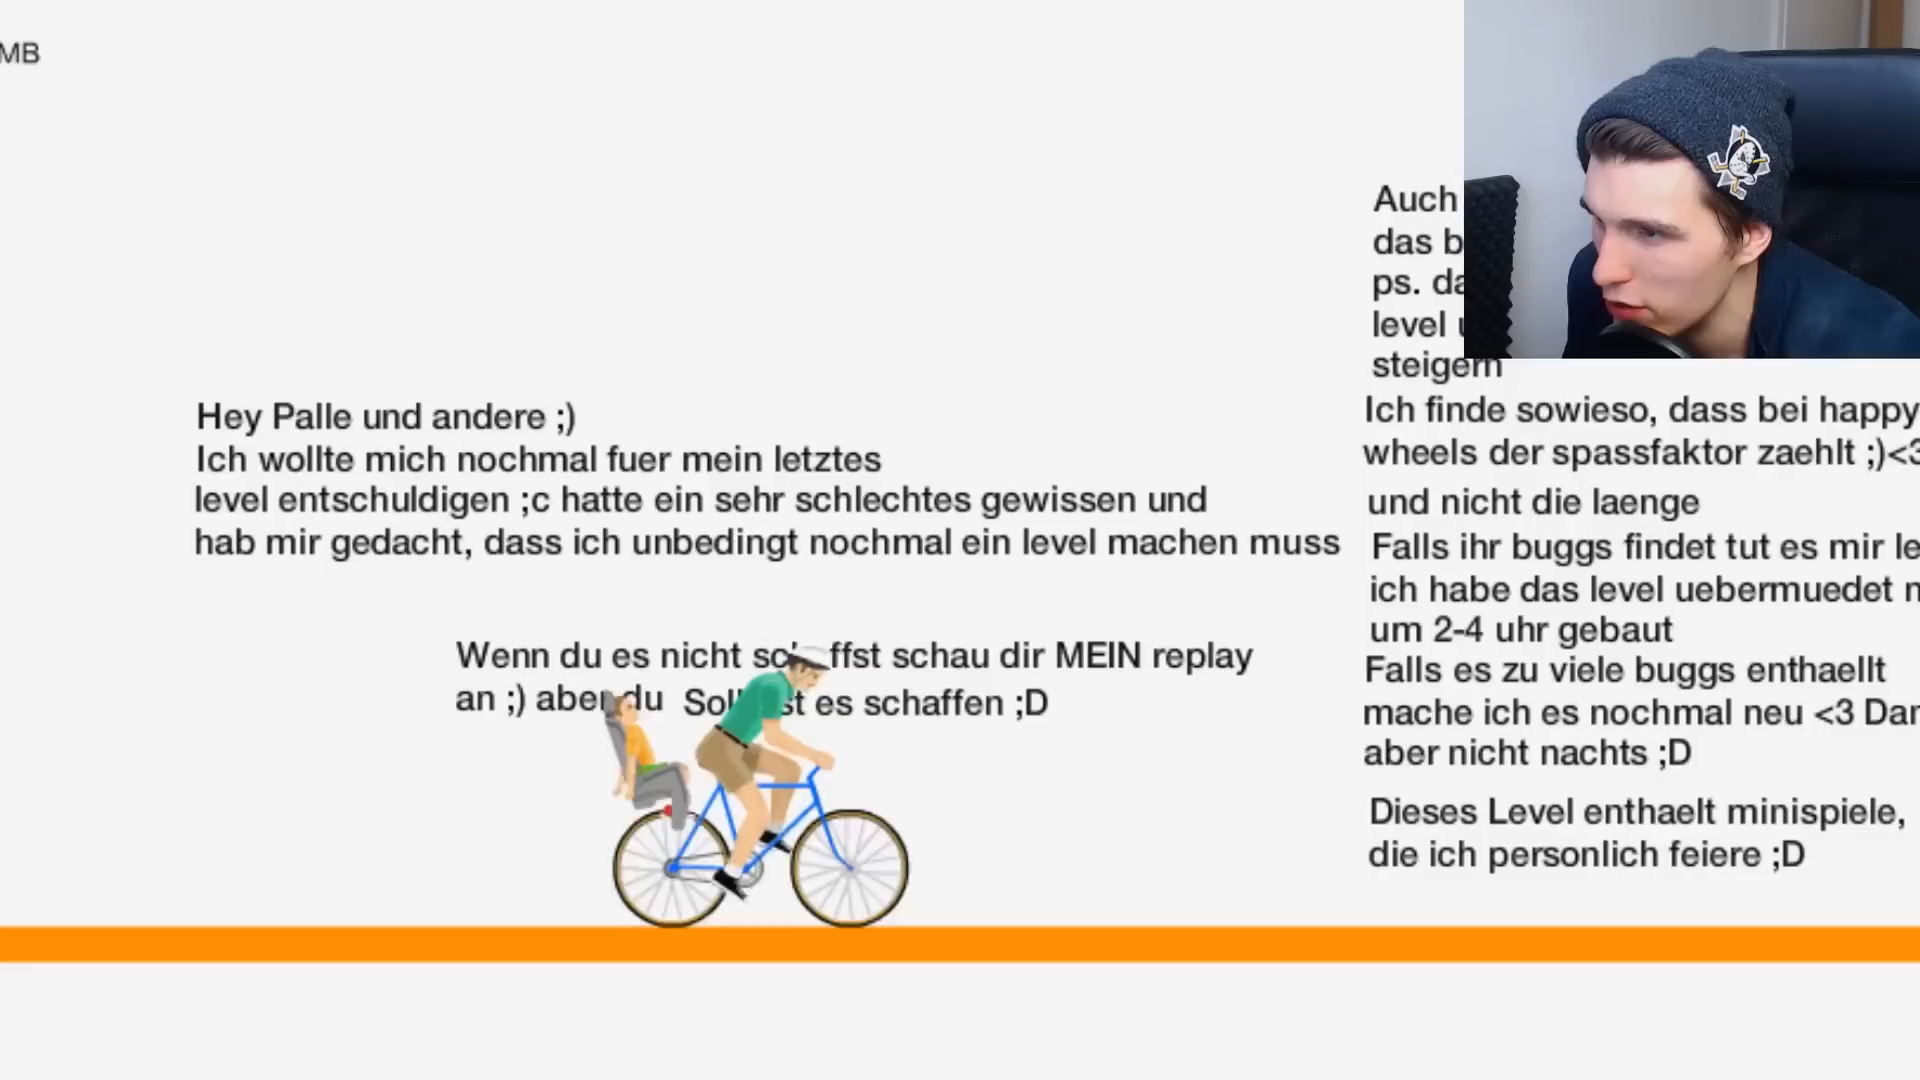 MB
Hey Palle und andere ;)
Ich wollte mich nochmal fuer mein letztes
level entschuldigen ;c hatte ein sehr schlechtes gewissen und
hab mir gedacht, dass ich unbedingt nochmal ein level machen muss
Wenn du es nicht schaffst schau dir MEIN replay
an ;) aber du Sollst es schaffen ;D
Auch
das
ps.
level
steigern
Ich finde sowieso, dass bei happy
wheels der spassfaktor zaehlt ;)<3
und nicht die laenge
Falls ihr buggs findet tut es mir
ich habe das level uebermuedet
um 2-4 uhr gebaut
Falls es zu viele buggs enthaellt
mache ich es nochmal neu <3
aber nicht nachts ;D
Dieses Level enthaelt minispiele,
die ich personlich feiere ;D